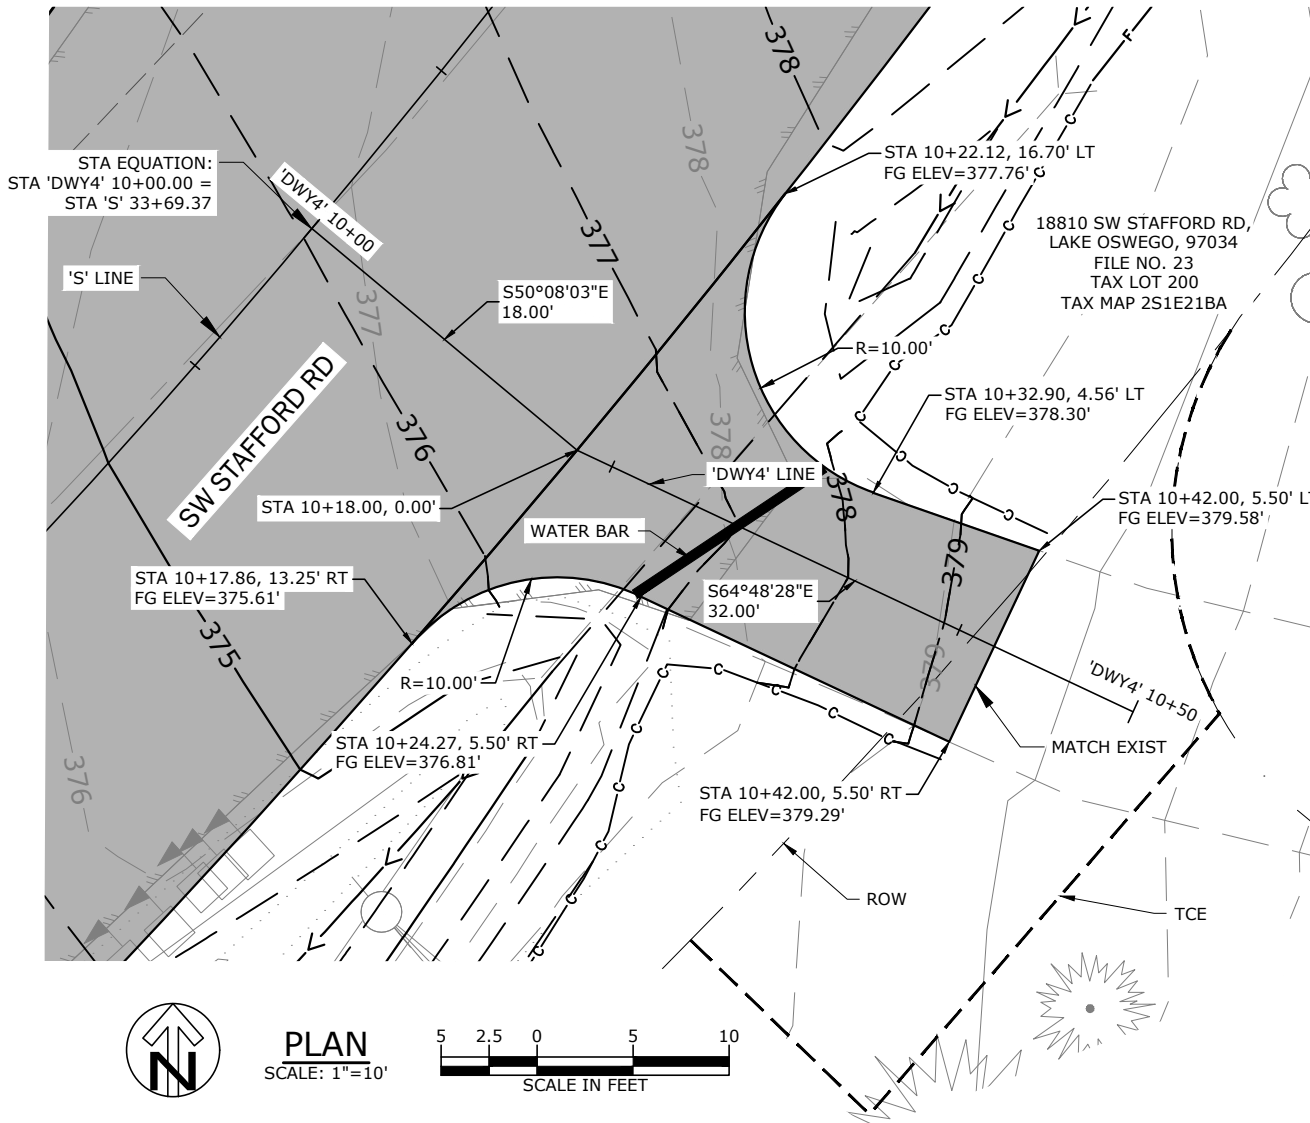 378
378
STA EQUATION:
STA 'DWY4' 10+00.00 =
STA 'S' 33+69.37
'DWY4' 10+00
STA 10+22.12, 16.70' LT
FG ELEV=377.76'
18810 SW STAFFORD RD,
LAKE OSWEGO, 97034
FILE NO. 23
TAX LOT 200
TAX MAP 2S1E21BA
377
'S' LINE
S50°08'03"E
18.00'
377
R=10.00'
SW STAFFORD RD
376
378
STA 10+32.90, 4.56' LT
FG ELEV=378.30'
'DWY4' LINE
378
STA 10+18.00, 0.00'
STA 10+42.00, 5.50' LT
FG ELEV=379.58'
WATER BAR
379
STA 10+17.86, 13.25' RT
FG ELEV=375.61'
S64°48'28"E
32.00'
375
379
R=10.00'
'DWY4' 10+50
STA 10+24.27, 5.50' RT
FG ELEV=376.81'
MATCH EXIST
376
STA 10+42.00, 5.50' RT
FG ELEV=379.29'
ROW
TCE
N
PLAN
SCALE: 1"=10'
5 2.5 0 5 10
SCALE IN FEET
C C C C C C C C C C
C C C C C C C C C C
F